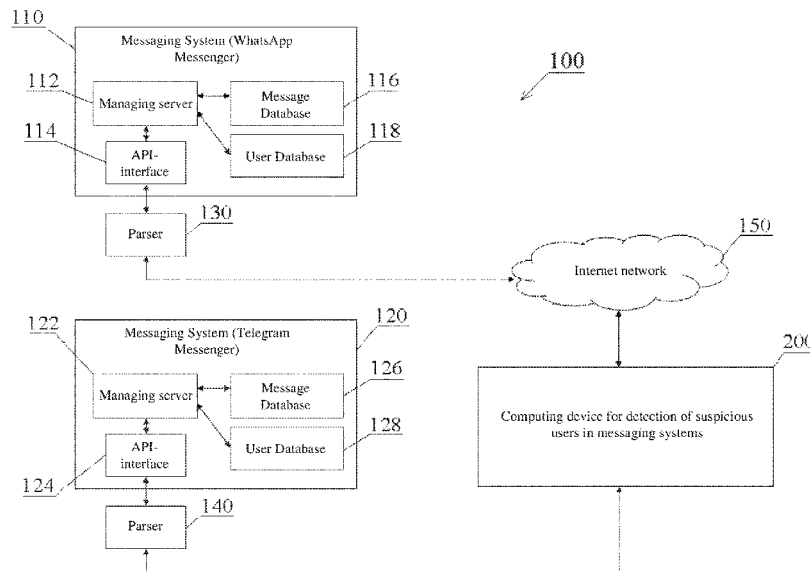 110
Messaging System (WhatsApp
Messenger)
100
112
Managing server
Message
Database
116
114
API-
interface
User Database
118
130
Parser
150
Internet network
122
Messaging System (Telegram
Messenger)
120
Managing server
Message
Database
126
200
Computing device for detection of suspicious
users in messaging systems
API-
interface
User Database
128
124
Parser
140